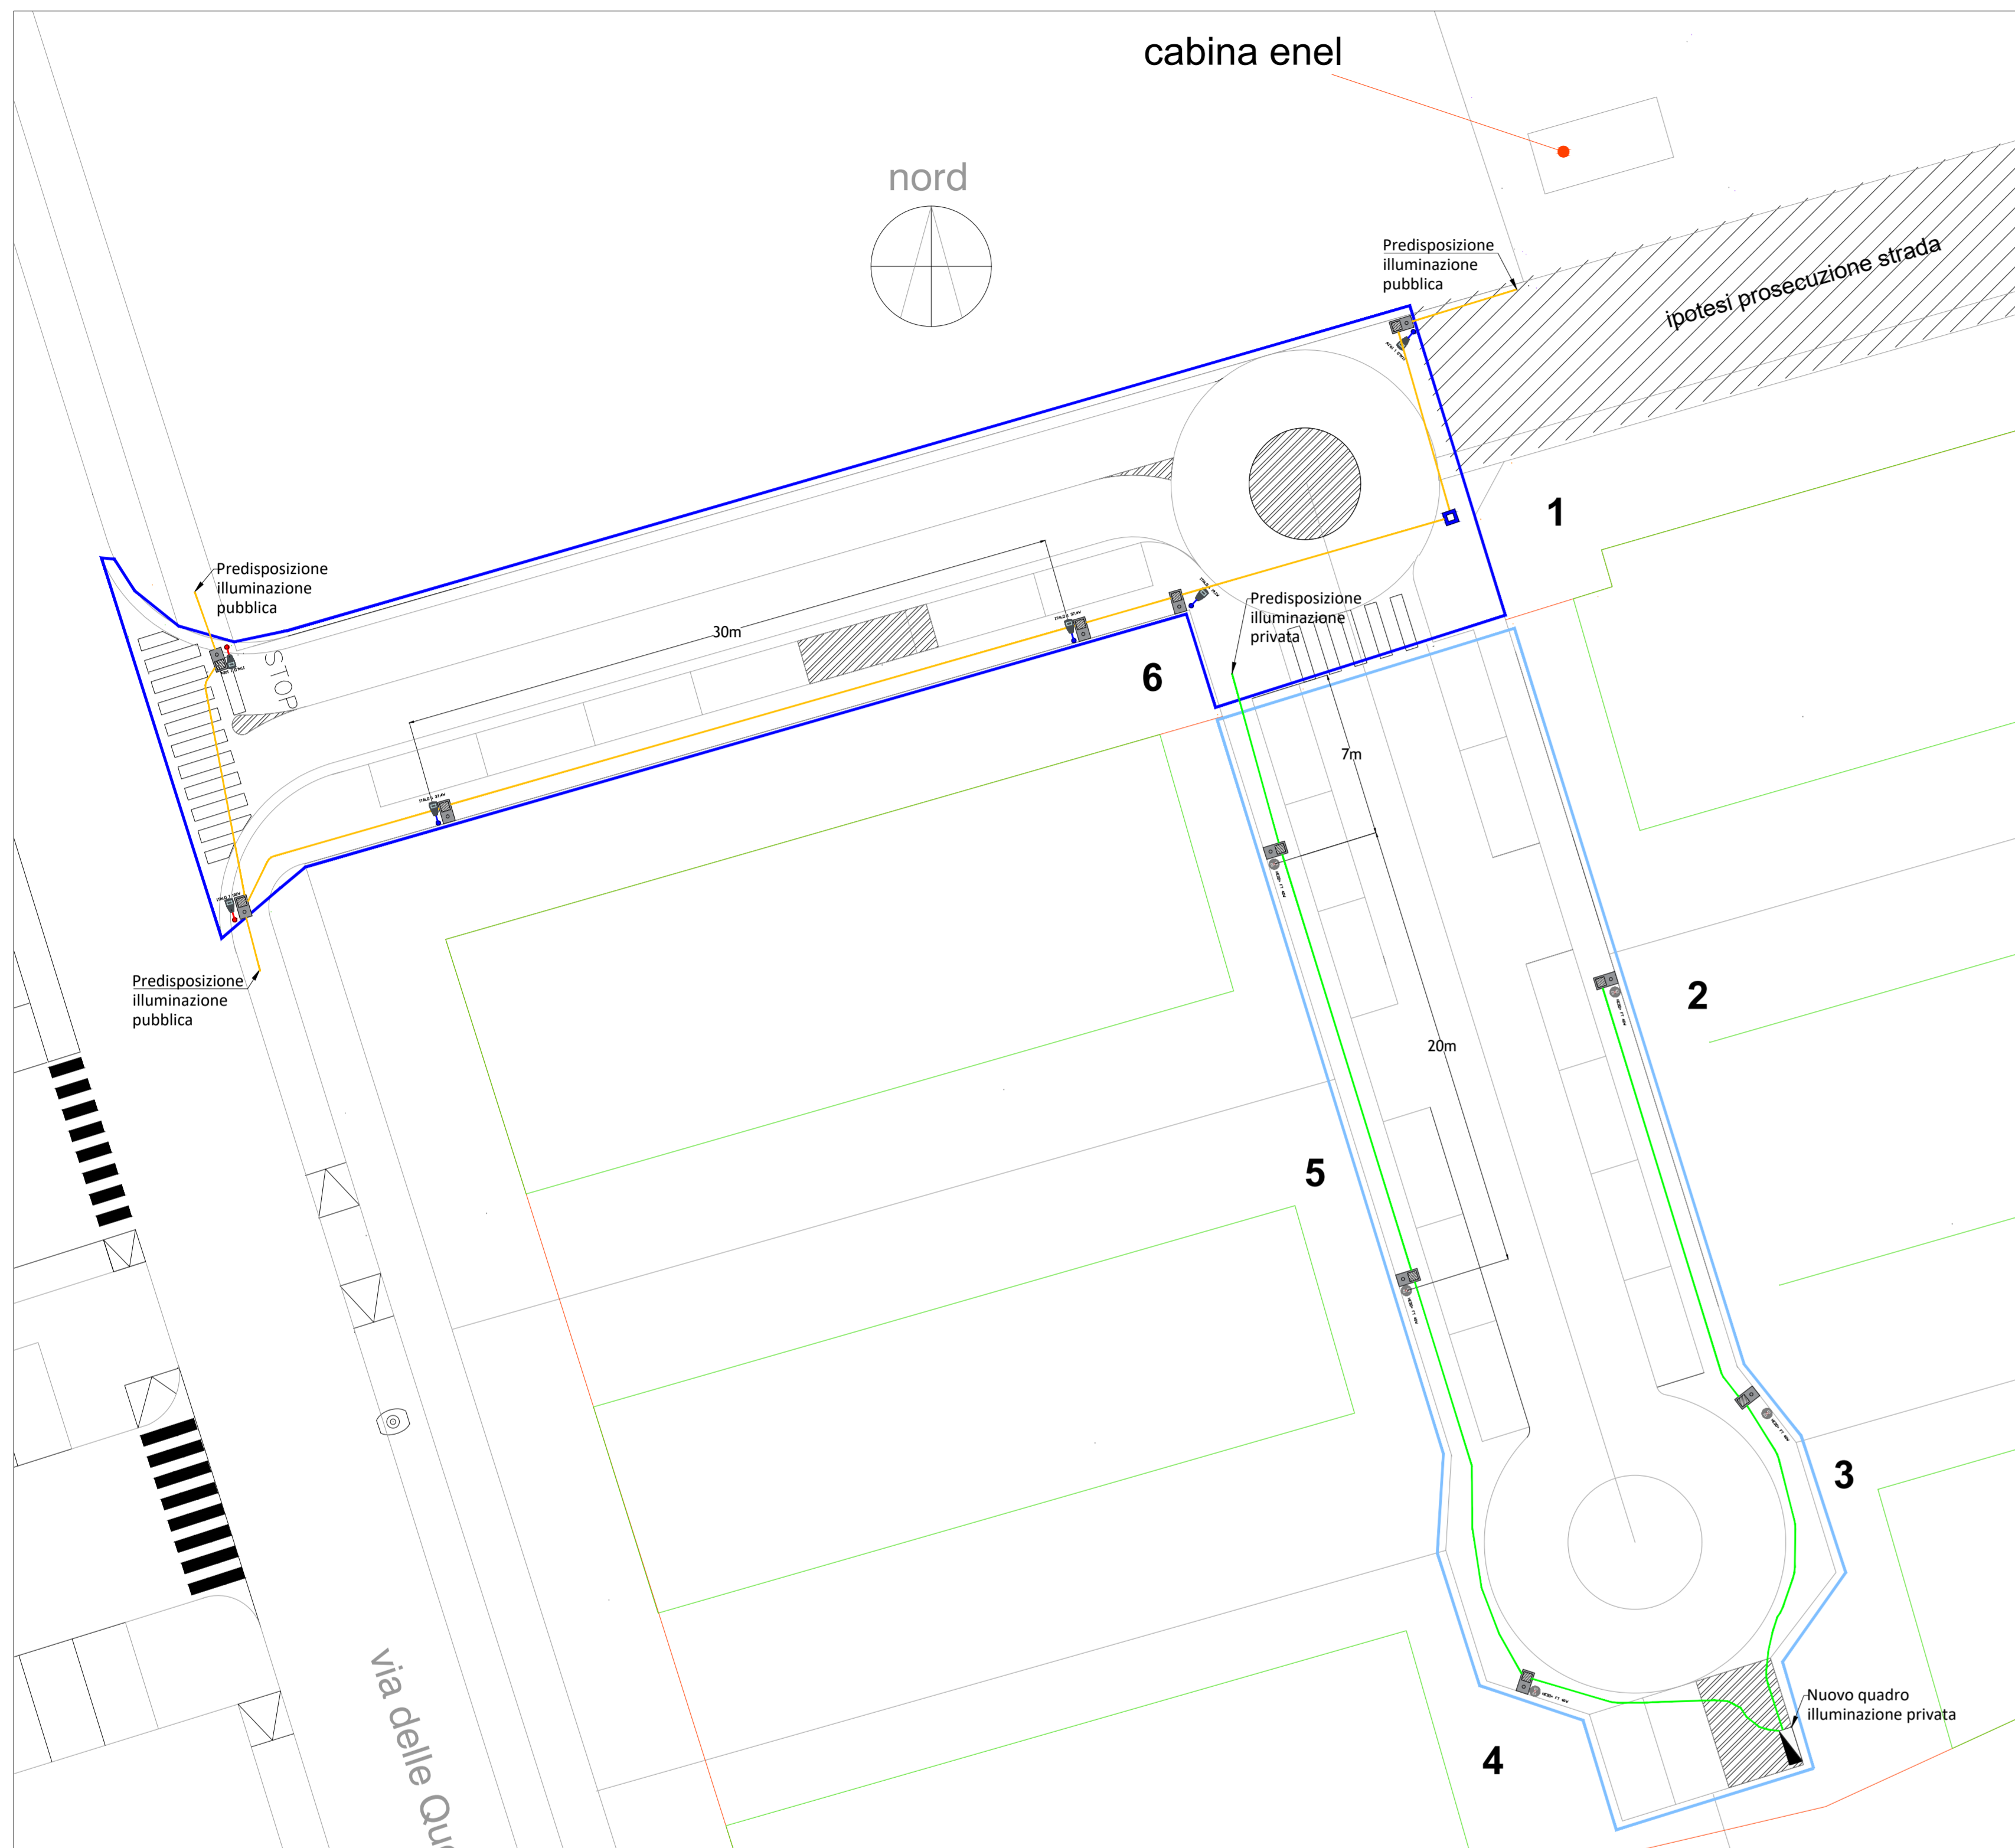 cabina enel
nord
Predisposizione
illuminazione
pubblica
ipotesi prosecuzione strada
1
Predisposizione
illuminazione
pubblica
Predisposizione
illuminazione
privata
30m
STOP
6
7m
Predisposizione
illuminazione
pubblica
2
20m
5
3
Nuovo quadro
illuminazione privata
4
via delle